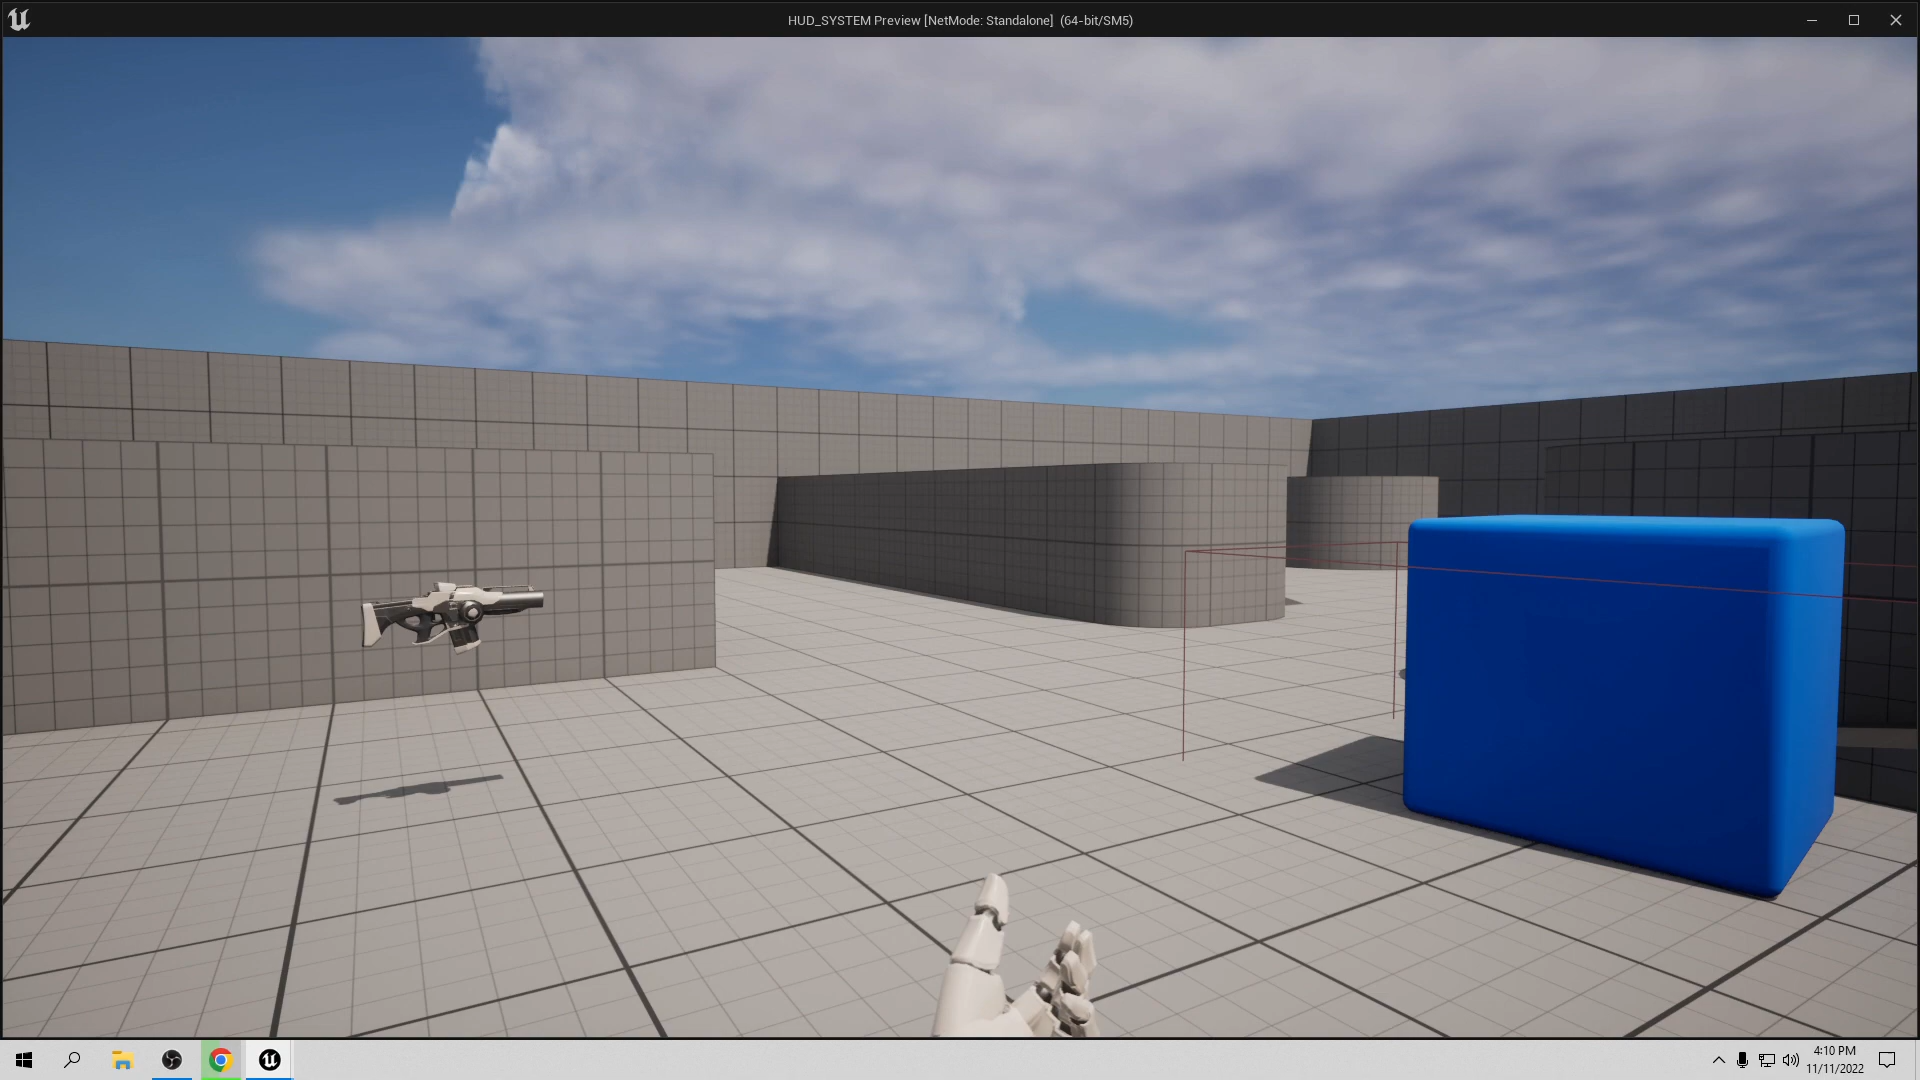 HUD_SYSTEM Preview [NetMode: Standalone]  (64-bit/SM5)
4:10 PM
11/11/2022